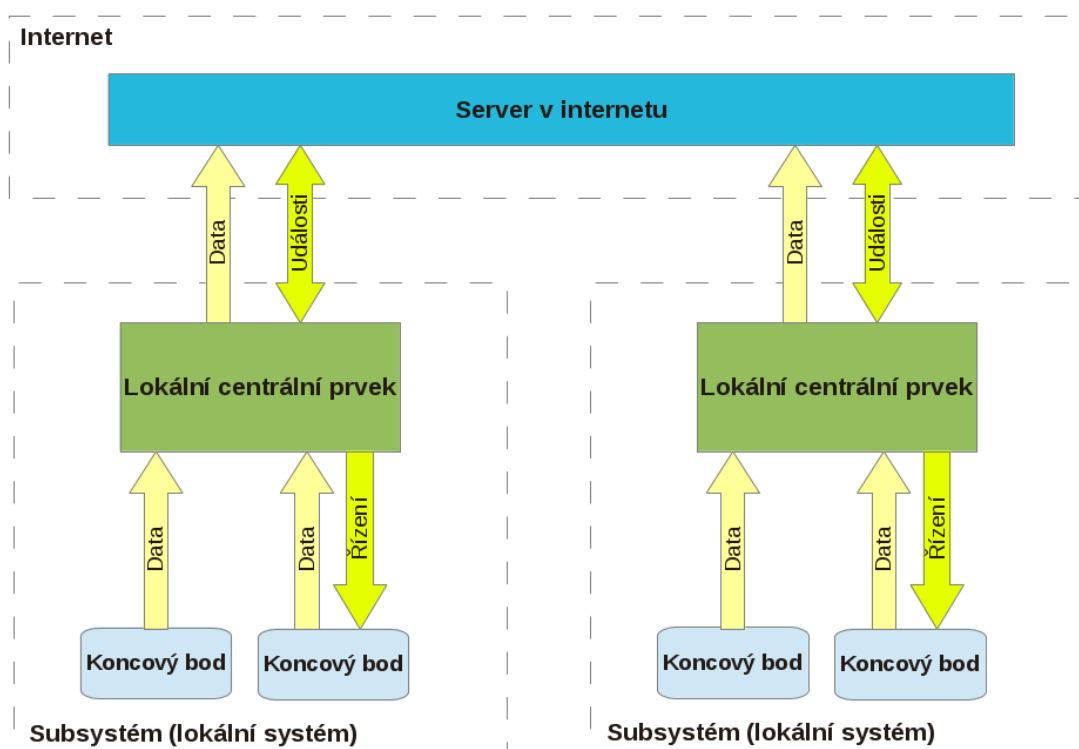 Internet
Server v internetu
Data
Události
Data
Události
Lokální centrální prvek
Lokální centrální prvek
Data
Data
Řízení
Data
Data
Řízení
Koncový bod
Koncový bod
Koncový bod
Koncový bod
Subsystém (lokální systém)
Subsystém (lokální systém)